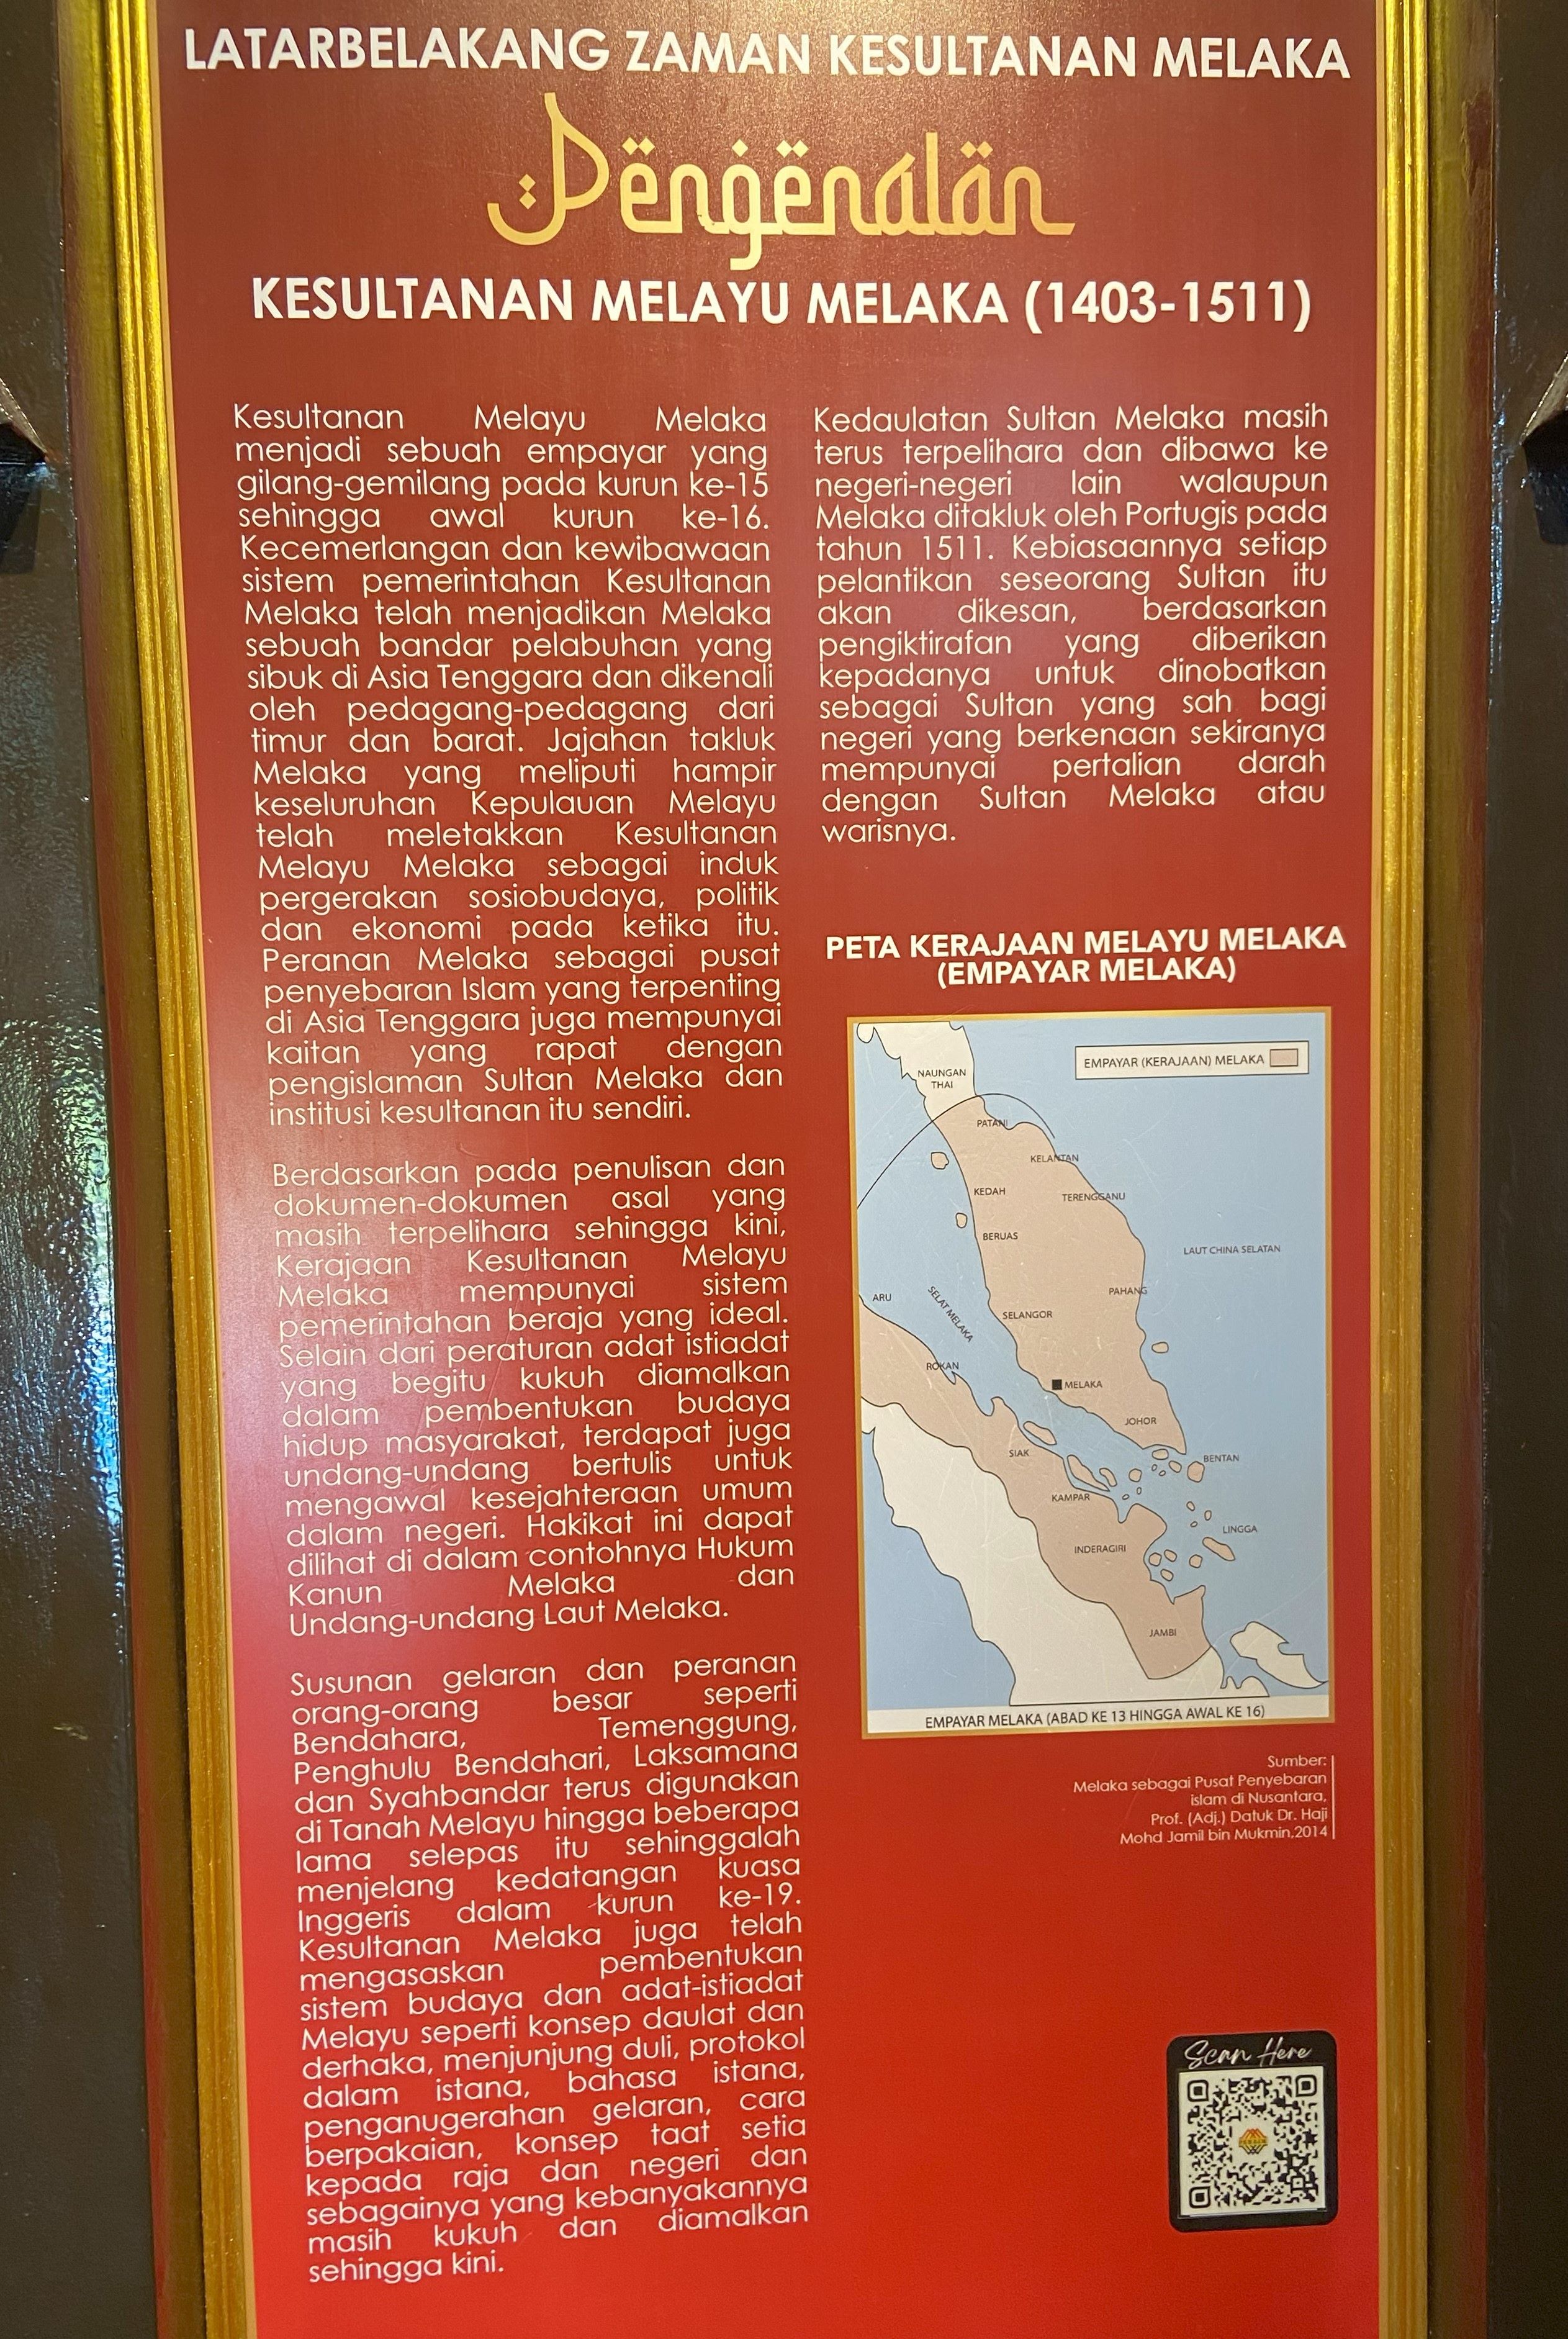 LATARBELAKANG ZAMAN KESULTANAN MELAKA
Pengenalan
KESULTANAN MELAYU MELAKA (1403-1511)
Kesultanan Melayu Melaka
menjadi sebuah empayar yang
gilang-gemilang pada kurun ke-15
sehingga awal kurun ke-16.
Kecemerlangan dan kewibawaan
sistem pemerintahan Kesultanan
Melaka telah menjadikan Melaka
sebuah bandar pelabuhan yang
sibuk di Asia Tenggara dan dikenali
oleh pedagang-pedagang dari
timur dan barat. Jajahan takluk
Melaka yang meliputi hampir
keseluruhan Kepulauan Melayu
telah meletakkan Kesultanan
Melayu Melaka sebagai induk
pergerakan sosiobudaya, politik
dan ekonomi pada ketika itu.
Peranan Melaka sebagai pusat
penyebaran Islam yang terpenting
di Asia Tenggara juga mempunyai
kaitan yang rapat dengan
pengislaman Sultan Melaka dan
institusi kesultanan itu sendiri.
Berdasarkan pada penulisan dan
dokumen-dokumen asal yang
masih terpelihara sehingga kini,
Kerajaan Kesultanan Melayu
Melaka mempunyai sistem
pemerintahan beraja yang ideal.
Selain dari peraturan adat istiadat
yang begitu kukuh diamalkan
dalam pembentukan budaya
hidup masyarakat, terdapat juga
undang-undang bertulis untuk
mengawal kesejahteraan umum
dalam negeri. Hakikat ini dapat
dilihat di dalam contohnya Hukum
Kanun Melaka dan
Undang-undang Laut Melaka.
Susunan gelaran dan peranan
orang-orang besar seperti
Bendahara, Temenggung,
Penghulu Bendahari, Laksamana
dan Syahbandar terus digunakan
di Tanah Melayu hingga beberapa
lama selepas itu sehinggalah
menjelang kedatangan kuasa
Inggeris dalam kurun ke-19.
Kesultanan Melaka juga telah
mengasaskan pembentukan
sistem budaya dan adat-istiadat
Melayu seperti konsep daulat dan
derhaka, menjunjung duli, protokol
dalam istana, bahasa istana,
penganugerahan gelaran, cara
berpakaian, konsep taat setia
kepada raja dan negeri dan
sebagainya yang kebanyakannya
masih kukuh dan diamalkan
sehingga kini.
Kedaulatan Sultan Melaka masih
terus terpelihara dan dibawa ke
negeri-negeri lain walaupun
Melaka ditakluk oleh Portugis pada
tahun 1511. Kebiasaannya setiap
pelantikan seseorang Sultan itu
akan dikesan, berdasarkan
pengiktirafan yang diberikan
kepadanya untuk dinobatkan
sebagai Sultan yang sah bagi
negeri yang berkenaan sekiranya
mempunyai pertalian darah
dengan Sultan Melaka atau
warisnya.
PETA KERAJAAN MELAYU MELAKA
(EMPAYAR MELAKA)
EMPAYAR (KERAJAAN) MELAKA
NAUNGAN
THAI
PATANI
KELANTAN
KEDAH
TERENGGANU
BERUAS
LAUT CHINA SELATAN
PAHANG
ARU
SELAT MELAKA
SELANGOR
ROKAN
MELAKA
JOHOR
SIAK
BENTAN
KAMPAR
LINGGA
INDERAGIRI
JAMBI
EMPAYAR MELAKA (ABAD KE 13 HINGGA AWAL KE 16)
Sumber:
Melaka sebagai Pusat Penyebaran
islam di Nusantara,
Prof. (Adj.) Datuk Dr. Haji
Mohd Jamil bin Mukmin,2014
Scan Here